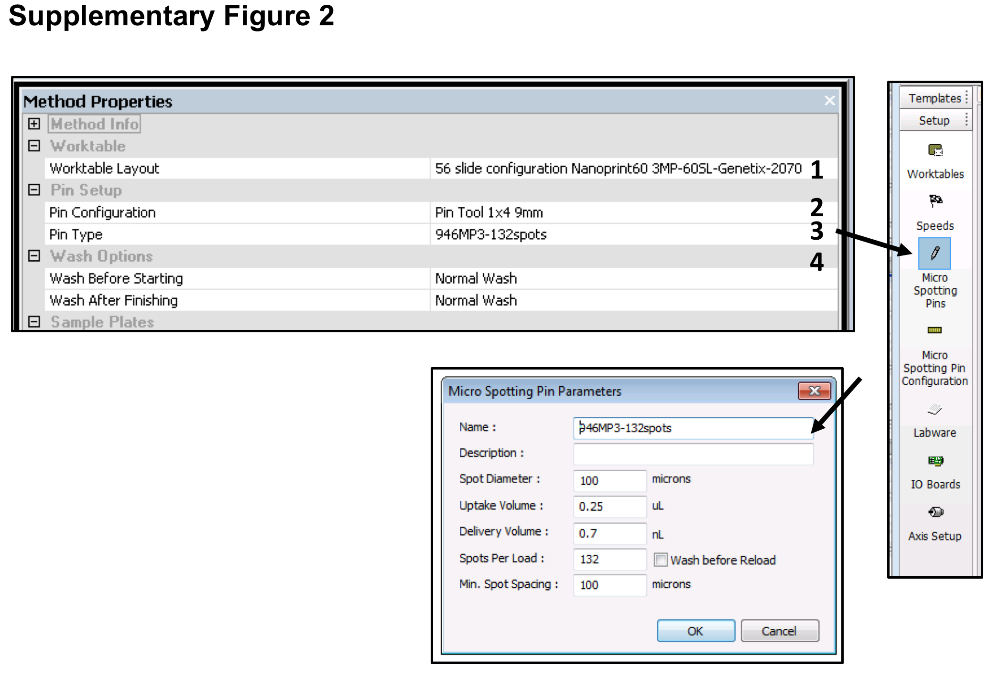 Supplementary Figure 2
Method Properties
Method Info
Worktable
Worktable Layout 56 slide configuration Nanoprint60 3MP-60SL-Genetix-2070 1
Pin Setup
Pin Configuration Pin Tool 1x4 9mm 2
Pin Type 946MP3-132spots 3
Wash Options 4
Wash Before Starting Normal Wash
Wash After Finishing Normal Wash
Sample Plates
Templates
Setup
Worktables
Speeds
Micro
Spotting
Pins
Micro
Spotting Pin
Configuration
Labware
IO Boards
Axis Setup
Micro Spotting Pin Parameters
Name : 946MP3-132spots
Description :
Spot Diameter : 100 microns
Uptake Volume : 0.25 uL
Delivery Volume : 0.7 nL
Spots Per Load : 132 Wash before Reload
Min. Spot Spacing : 100 microns
OK Cancel